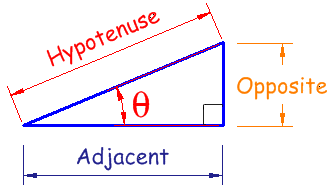 Hypotenuse
Opposite
θ
Adjacent